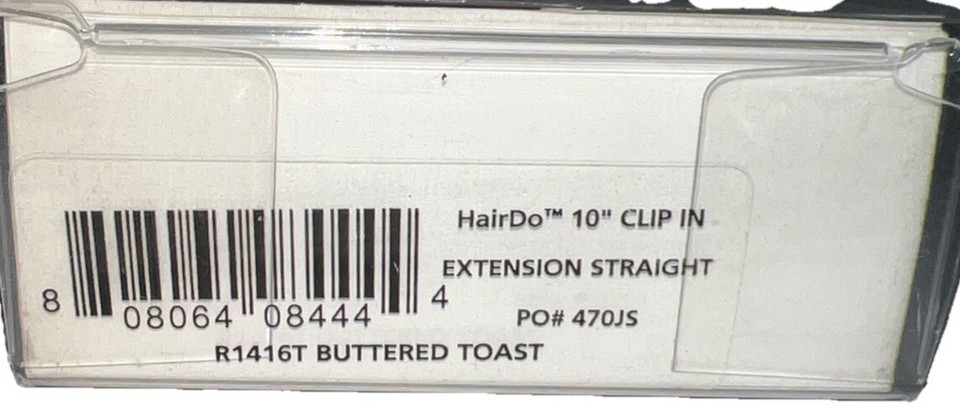 HairDo™ 10" CLIP IN
EXTENSION STRAIGHT
8 08064 08444 4
PO# 470JS
R1416T BUTTERED TOAST